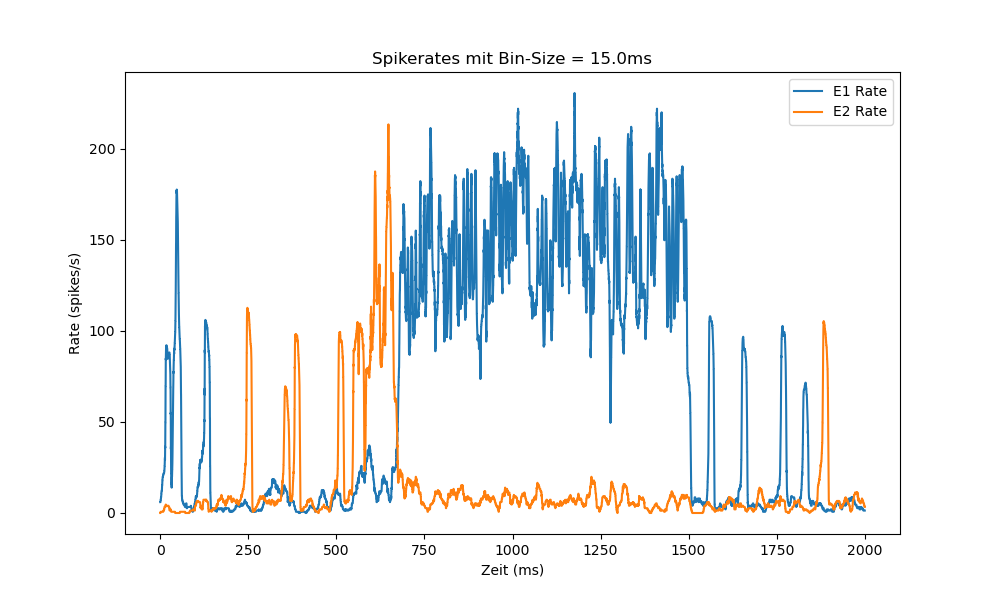 Spikerates mit Bin-Size = 15.0ms
E1 Rate
E2 Rate
Rate (spikes/s)
200
150
100
50
0
0 250 500 750 1000 1250 1500 1750 2000
Zeit (ms)